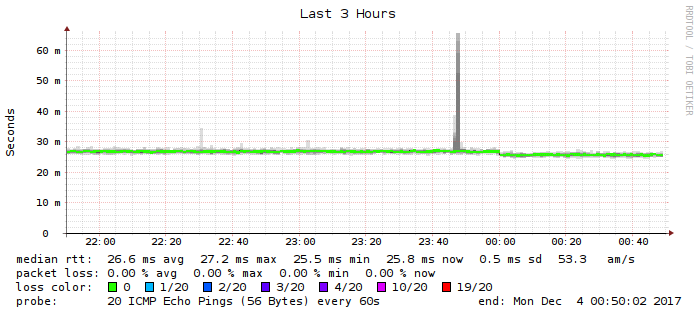 Last 3 Hours
RRDTOOL / TOBI OETIKER
Seconds
60 m
50 m
40 m
30 m
20 m
10 m
0
22:00 22:20 22:40 23:00 23:20 23:40 00:00 00:20 00:40
median rtt: 26.6 ms avg 27.2 ms max 25.5 ms min 25.8 ms now 0.5 ms sd 53.3 am/s
packet loss: 0.00 % avg 0.00 % max 0.00 % min 0.00 % now
loss color: 0 1/20 2/20 3/20 4/20 10/20 19/20
probe: 20 ICMP Echo Pings (56 Bytes) every 60s end: Mon Dec 4 00:50:02 2017